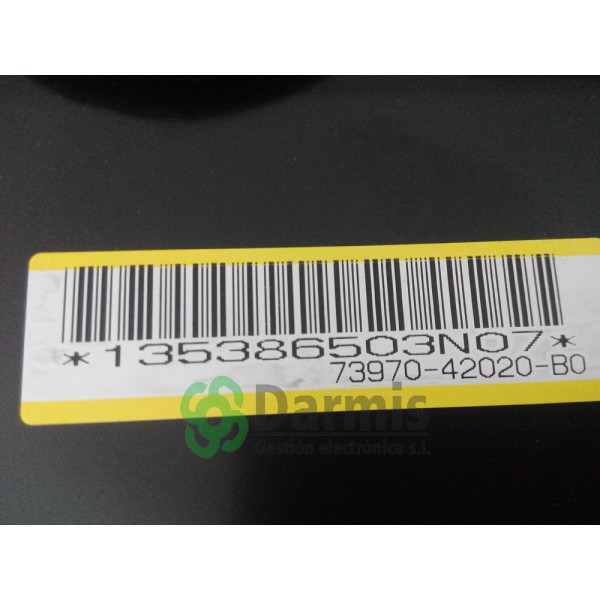 *135386503N07*
73970-42020-B0
Darmis
Gestión electrónica s.l.